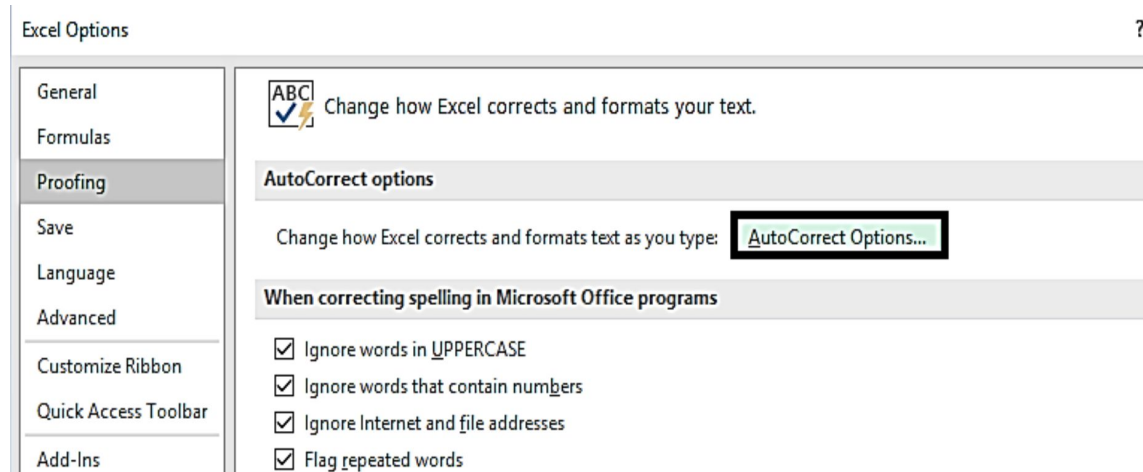 Excel Options
?
General
Formulas
Proofing
Save
Language
Advanced
Customize Ribbon
Quick Access Toolbar
Add-Ins
ABC
Change how Excel corrects and formats your text.
AutoCorrect options
Change how Excel corrects and formats text as you type: AutoCorrect Options...
When correcting spelling in Microsoft Office programs
Ignore words in UPPERCASE
Ignore words that contain numbers
Ignore Internet and file addresses
Flag repeated words